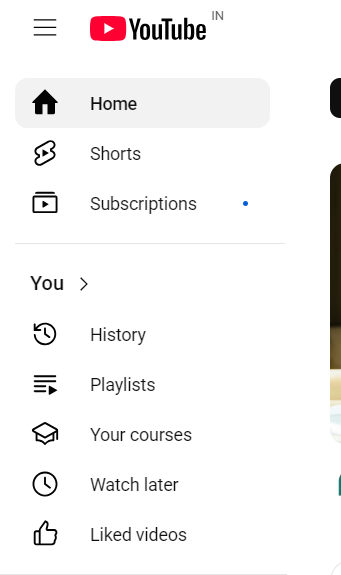 YouTube IN
Home
Shorts
Subscriptions
You
History
Playlists
Your courses
Watch later
Liked videos